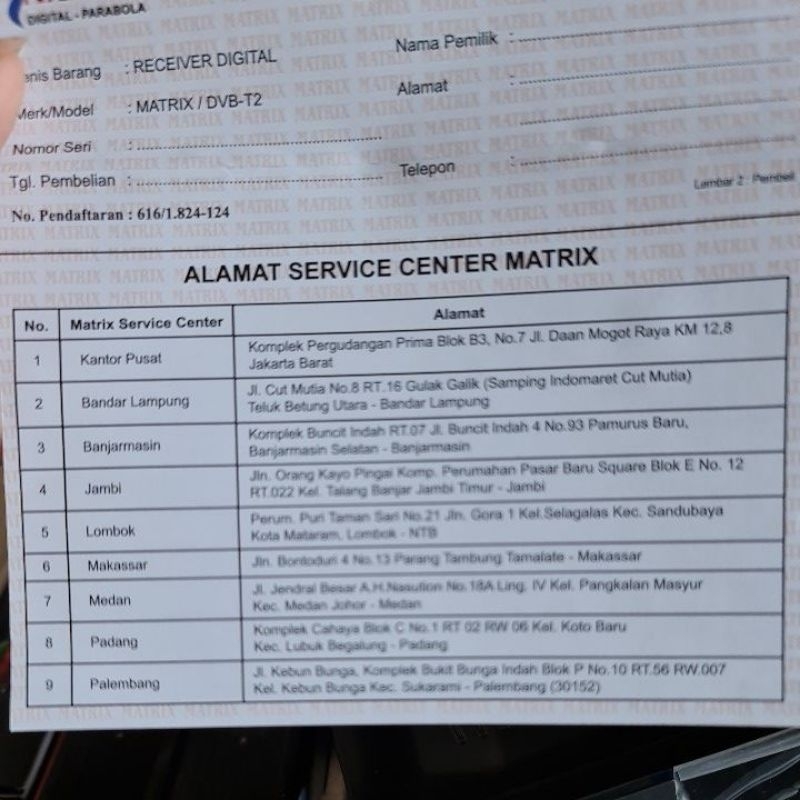 DIGITAL - PARABOLA
enis Barang : RECEIVER DIGITAL
Nama Pemilik :
Merk/Model : MATRIX / DVB-T2
Alamat :
Nomor Seri :
Tgl. Pembelian :
Telepon :
No. Pendaftaran : 616/1.824-124
Lembar 2 : Pembeli
ALAMAT SERVICE CENTER MATRIX
No. Matrix Service Center Alamat
1 Kantor Pusat Komplek Pergudangan Prima Blok B3, No.7 Jl. Daan Mogot Raya KM 12,8
Jakarta Barat
2 Bandar Lampung Jl. Cut Mutia No.8 RT.16 Gulak Galik (Samping Indomaret Cut Mutia)
Teluk Betung Utara - Bandar Lampung
3 Banjarmasin Komplek Buncit Indah RT.07 Jl. Buncit Indah 4 No.93 Pamurus Baru,
Banjarmasin Selatan - Banjarmasin
4 Jambi Jln. Orang Kayo Pingai Komp. Perumahan Pasar Baru Square Blok E No. 12
RT.022 Kel. Talang Banjar Jambi Timur - Jambi
5 Lombok Perum. Puri Taman Sari No.21 Jln. Gora 1 Kel.Selagalas Kec. Sandubaya
Kota Mataram, Lombok - NTB
6 Makassar Jln. Bontoduri 4 No.13 Parang Tambung Tamalate - Makassar
7 Medan Jl. Jendral Besar A.H.Nasution No.18A Ling. IV Kel. Pangkalan Masyur
Kec. Medan Johor - Medan
8 Padang Komplek Cahaya Blok C No.1 RT 02 RW 06 Kel. Koto Baru
Kec. Lubuk Begalung - Padang
9 Palembang Jl. Kebun Bunga, Komplek Bukit Bunga Indah Blok P No.10 RT.56 RW.007
Kel. Kebun Bunga Kec. Sukarami - Palembang (30152)